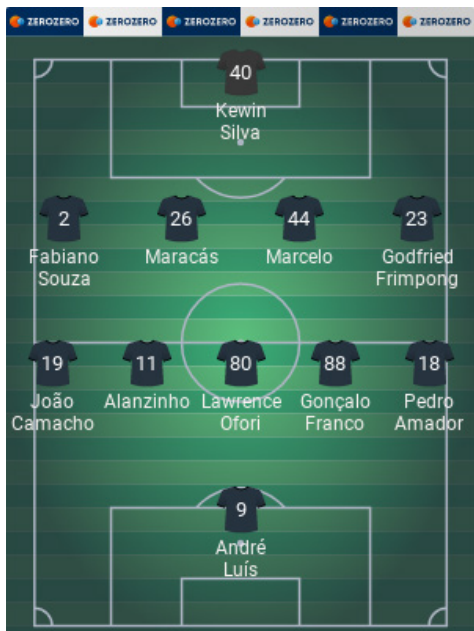 ZEROZERO ZEROZERO ZEROZERO ZEROZERO ZEROZERO ZEROZERO
40
Kewin
Silva
2 26 44 23
Fabiano Maracás Marcelo Godfried
Souza Frimpong
19 11 80 88 18
João Alanzinho Lawrence Gonçalo Pedro
Camacho Ofori Franco Amador
9
André
Luís